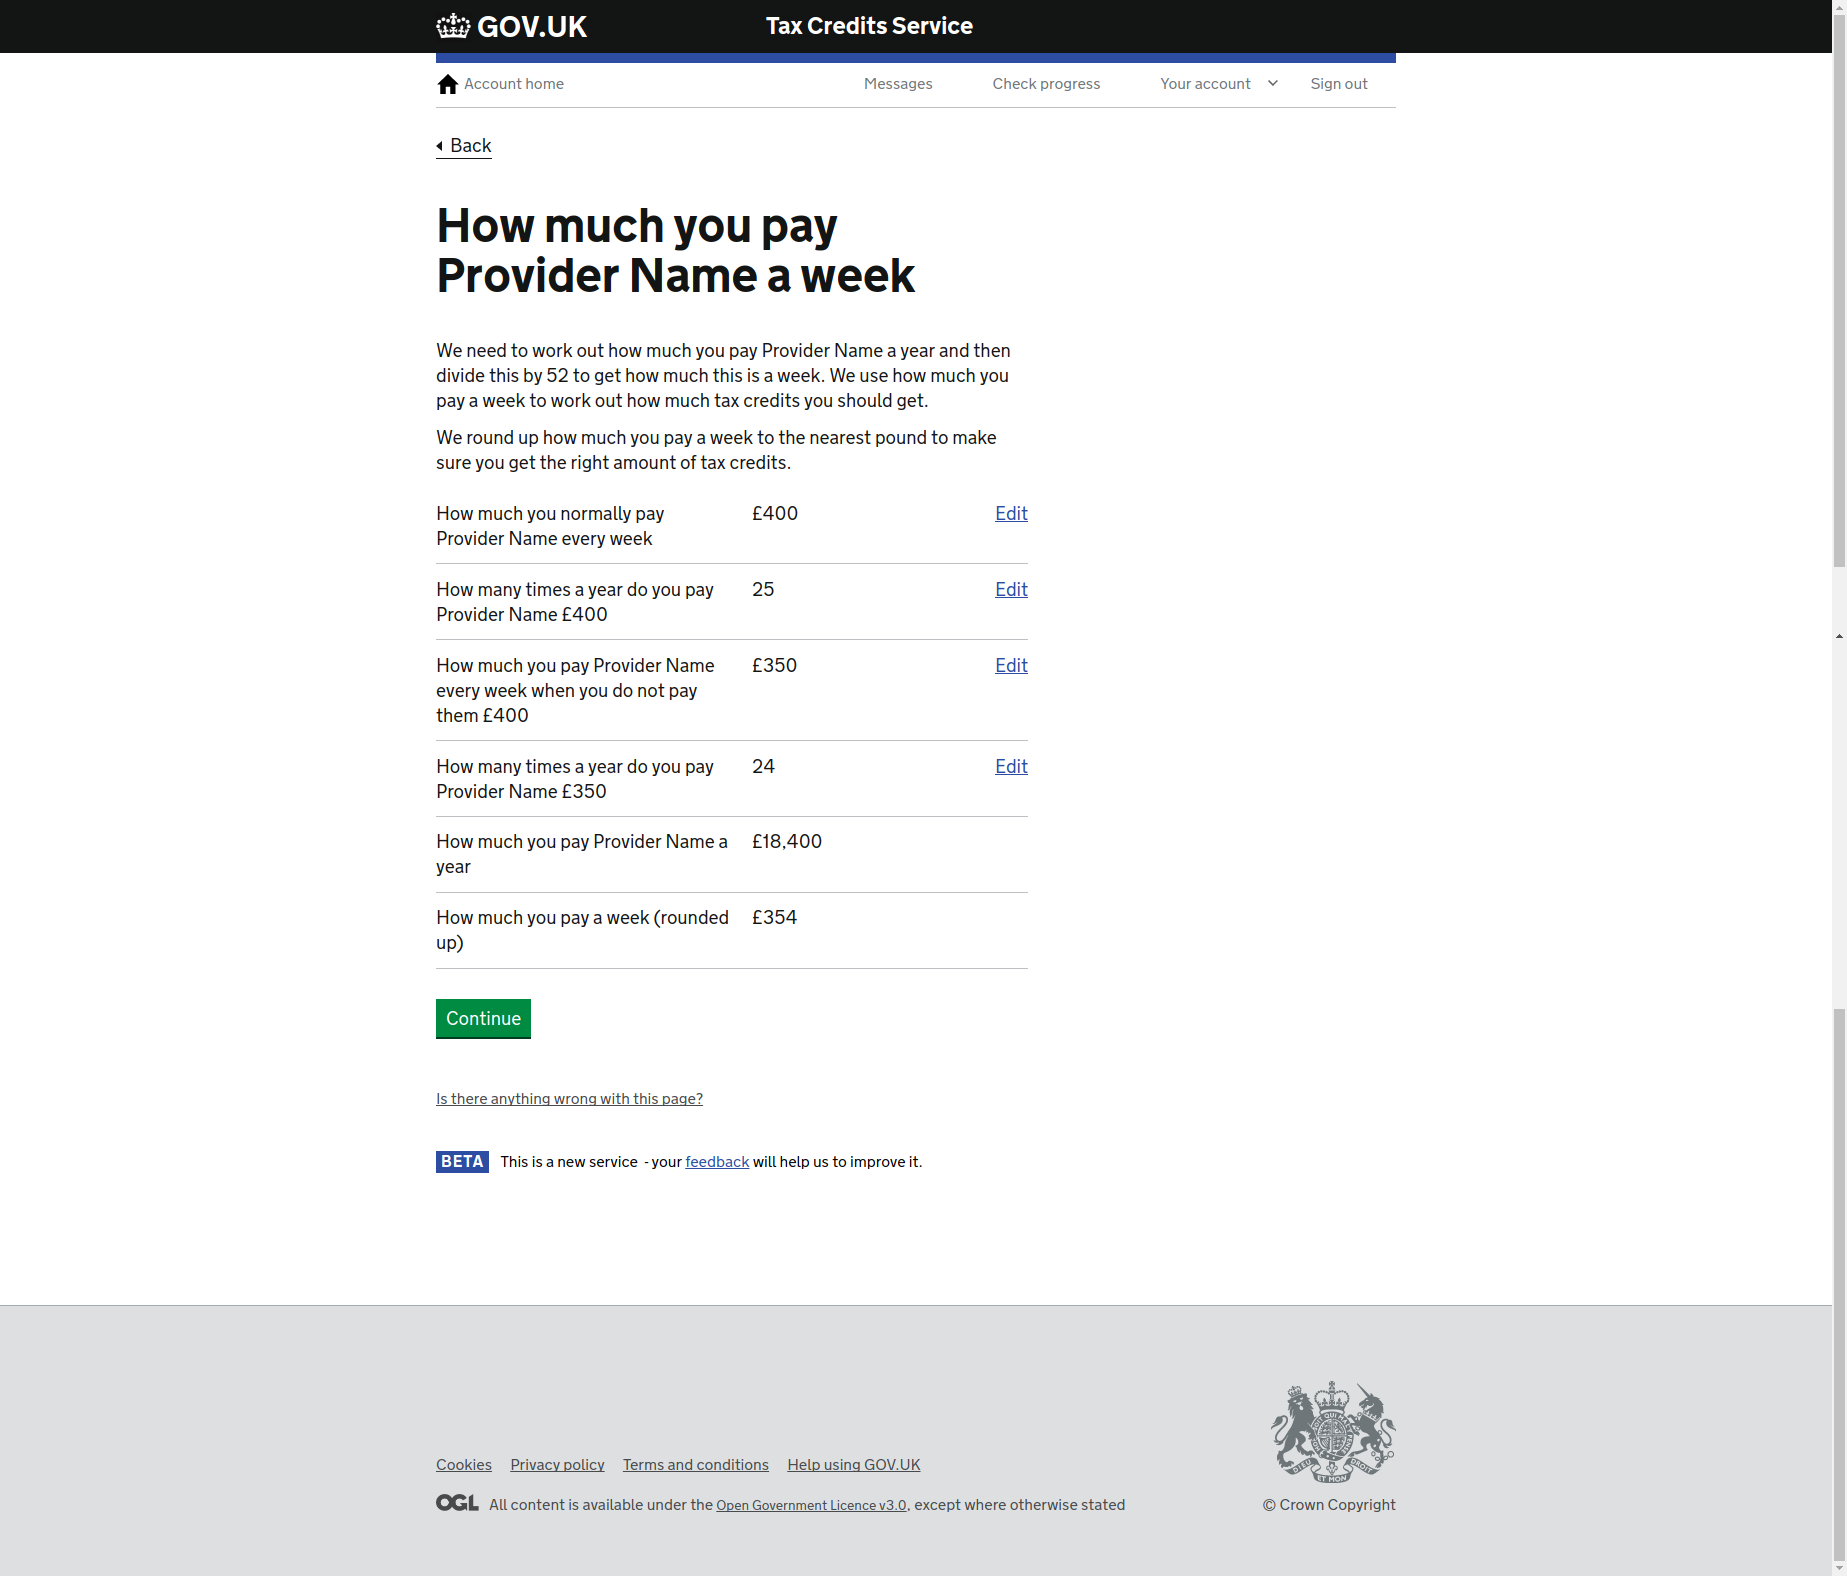 GOV.UK
Tax Credits Service
Account home
Messages
Check progress
Your account
Sign out
Back
How much you pay
Provider Name a week
We need to work out how much you pay Provider Name a year and then
divide this by 52 to get how much this is a week. We use how much you
pay a week to work out how much tax credits you should get.
We round up how much you pay a week to the nearest pound to make
sure you get the right amount of tax credits.
How much you normally pay
Provider Name every week
£400
Edit
How many times a year do you pay
Provider Name £400
25
Edit
How much you pay Provider Name
every week when you do not pay
them £400
£350
Edit
How many times a year do you pay
Provider Name £350
24
Edit
How much you pay Provider Name a
year
£18,400
How much you pay a week (rounded
up)
£354
Continue
Is there anything wrong with this page?
BETA
This is a new service - your feedback will help us to improve it.
Cookies
Privacy policy
Terms and conditions
Help using GOV.UK
OGL
All content is available under the Open Government Licence v3.0, except where otherwise stated
DIEU ET MON DROIT
© Crown Copyright